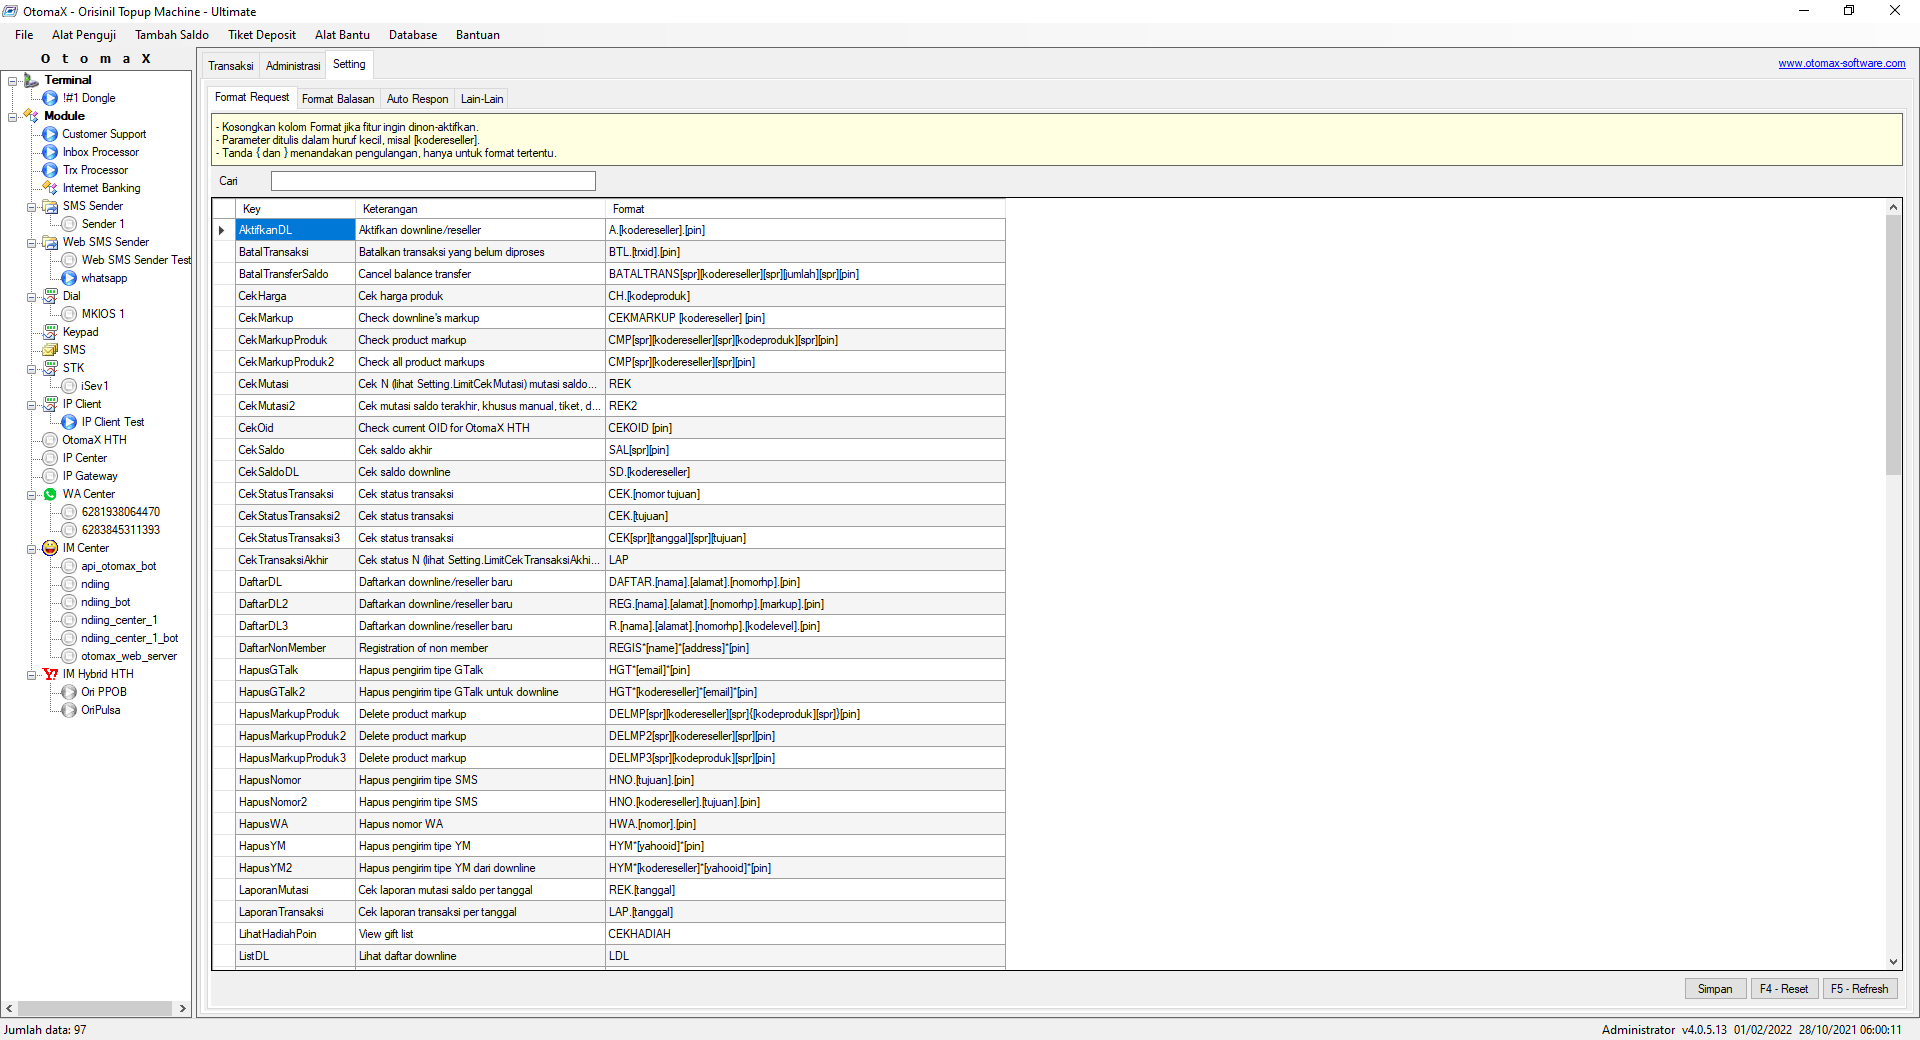 OtomaX - Orisinil Topup Machine - Ultimate
File Alat Penguji Tambah Saldo Tiket Deposit Alat Bantu Database Bantuan
O t o m a X
Terminal
!#1 Dongle
Module
Customer Support
Inbox Processor
Trx Processor
Internet Banking
SMS Sender
Sender 1
Web SMS Sender
Web SMS Sender Test
whatsapp
Dial
MKIOS 1
Keypad
SMS
STK
iSev1
IP Client
IP Client Test
OtomaX HTH
IP Center
IP Gateway
WA Center
6281938064470
6283845311393
IM Center
api_otomax_bot
ndiing
ndiing_bot
ndiing_center_1
ndiing_center_1_bot
otomax_web_server
IM Hybrid HTH
Ori PPOB
OriPulsa
Transaksi Administrasi Setting
www.otomax-software.com
Format Request Format Balasan Auto Respon Lain-Lain
- Kosongkan kolom Format jika fitur ingin dinon-aktifkan.
- Parameter ditulis dalam huruf kecil, misal [kodereseller].
- Tanda { dan } menandakan pengulangan, hanya untuk format tertentu.
Cari
Key Keterangan Format
AktifkanDL Aktifkan downline/reseller A.[kodereseller].[pin]
BatalTransaksi Batalkan transaksi yang belum diproses BTL.[trxid].[pin]
BatalTransferSaldo Cancel balance transfer BATALTRANS[spr][kodereseller][spr][jumlah][spr][pin]
CekHarga Cek harga produk CH.[kodeproduk]
CekMarkup Check downline's markup CEKMARKUP [kodereseller] [pin]
CekMarkupProduk Check product markup CMP[spr][kodereseller][spr][kodeproduk][spr][pin]
CekMarkupProduk2 Check all product markups CMP[spr][kodereseller][spr][pin]
CekMutasi Cek N (lihat Setting.LimitCekMutasi) mutasi saldo... REK
CekMutasi2 Cek mutasi saldo terakhir, khusus manual, tiket, d... REK2
CekOid Check current OID for OtomaX HTH CEKOID [pin]
CekSaldo Cek saldo akhir SAL[spr][pin]
CekSaldoDL Cek saldo downline SD.[kodereseller]
CekStatusTransaksi Cek status transaksi CEK.[nomor tujuan]
CekStatusTransaksi2 Cek status transaksi CEK.[tujuan]
CekStatusTransaksi3 Cek status transaksi CEK[spr][tanggal][spr][tujuan]
CekTransaksiAkhir Cek status N (lihat Setting.LimitCekTransaksiAkhi... LAP
DaftarDL Daftarkan downline/reseller baru DAFTAR.[nama].[alamat].[nomorhp].[pin]
DaftarDL2 Daftarkan downline/reseller baru REG.[nama].[alamat].[nomorhp].[markup].[pin]
DaftarDL3 Daftarkan downline/reseller baru R.[nama].[alamat].[nomorhp].[kodelevel].[pin]
DaftarNonMember Registration of non member REGIS*[name]*[address]*[pin]
HapusGTalk Hapus pengirim tipe GTalk HGT*[email]*[pin]
HapusGTalk2 Hapus pengirim tipe GTalk untuk downline HGT*[kodereseller]*[email]*[pin]
HapusMarkupProduk Delete product markup DELMP[spr][kodereseller][spr]{[kodeproduk][spr]}[pin]
HapusMarkupProduk2 Delete product markup DELMP2[spr][kodereseller][spr][pin]
HapusMarkupProduk3 Delete product markup DELMP3[spr][kodeproduk][spr][pin]
HapusNomor Hapus pengirim tipe SMS HNO.[tujuan].[pin]
HapusNomor2 Hapus pengirim tipe SMS HNO.[kodereseller].[tujuan].[pin]
HapusWA Hapus nomor WA HWA.[nomor].[pin]
HapusYM Hapus pengirim tipe YM HYM*[yahooid]*[pin]
HapusYM2 Hapus pengirim tipe YM dari downline HYM*[kodereseller]*[yahooid]*[pin]
LaporanMutasi Cek laporan mutasi saldo per tanggal REK.[tanggal]
LaporanTransaksi Cek laporan transaksi per tanggal LAP.[tanggal]
LihatHadiahPoin View gift list CEKHADIAH
ListDL Lihat daftar downline LDL
Simpan F4 - Reset F5 - Refresh
Jumlah data: 97
Administrator v4.0.5.13 01/02/2022 28/10/2021 06:00:11